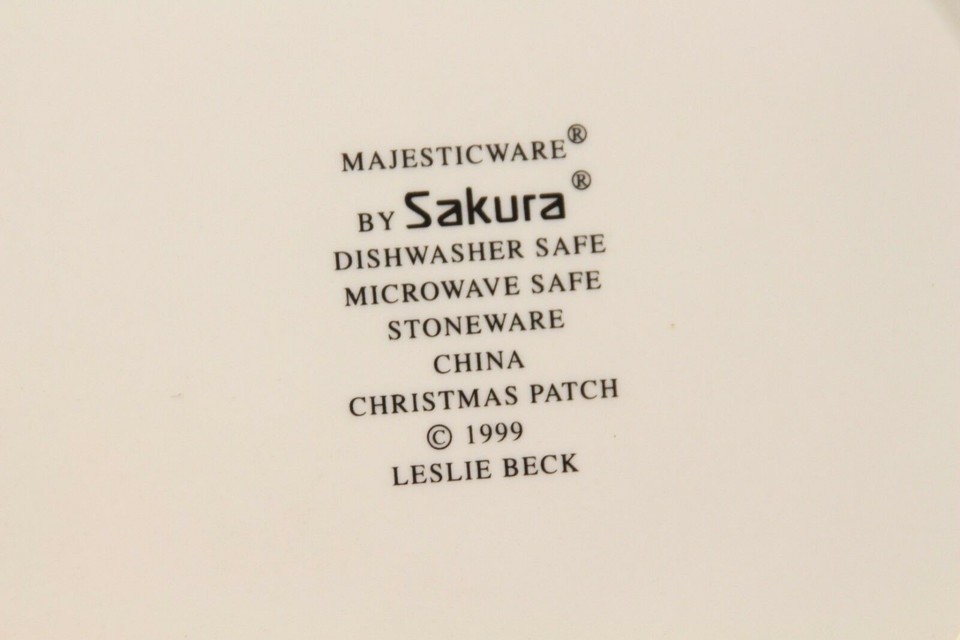 MAJESTICWARE®
BY Sakura®
DISHWASHER SAFE
MICROWAVE SAFE
STONEWARE
CHINA
CHRISTMAS PATCH
© 1999
LESLIE BECK